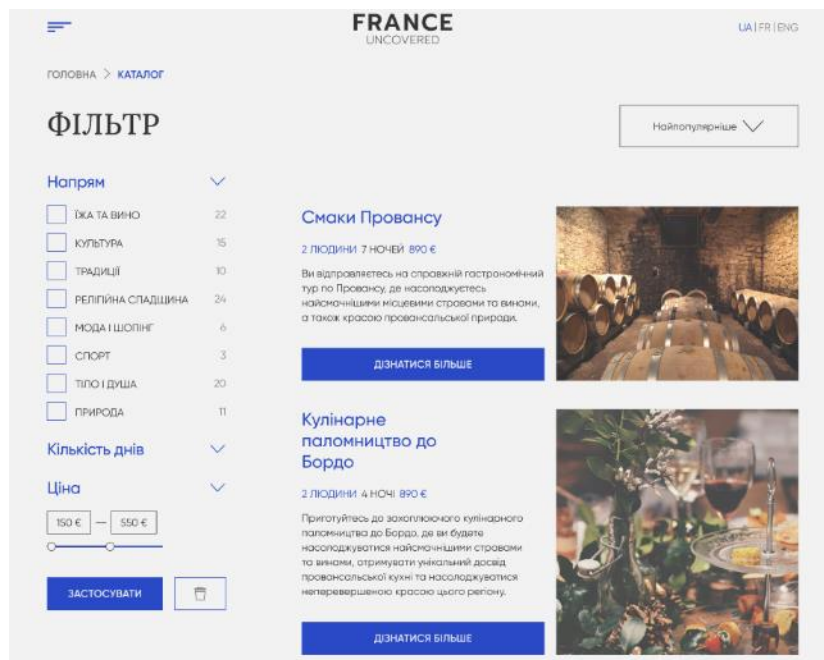 FRANCE
UNCOVERED
UA | FR | ENG
ГОЛОВНА > КАТАЛОГ
ФІЛЬТР
Найпопулярніше
Напрям
ЇЖА ТА ВИНО 22
КУЛЬТУРА 15
ТРАДИЦІЇ 10
РЕЛІГІЙНА СПАДЩИНА 24
МОДА І ШОПІНГ 6
СПОРТ 3
ТІЛО І ДУША 20
ПРИРОДА 11
Кількість днів
Ціна
150 € — 550 €
ЗАСТОСУВАТИ
Смаки Провансу
2 ЛЮДИНИ 7 НОЧЕЙ 890 €
Ви відправляєтесь на справжній гастрономічний
тур по Провансу, де насолоджуєтесь
найсмачнішими місцевими стравами та винами,
а також красою провансальської природи.
ДІЗНАТИСЯ БІЛЬШЕ
Кулінарне
паломництво до
Бордо
2 ЛЮДИНИ 4 НОЧІ 890 €
Приготуйтесь до захоплюючого кулінарного
паломництва до Бордо, де ви будете
насолоджуватися найсмачнішими стравами
та винами, отримувати унікальний досвід
провансальської кухні та насолоджуватися
неперевершеною красою цього регіону.
ДІЗНАТИСЯ БІЛЬШЕ